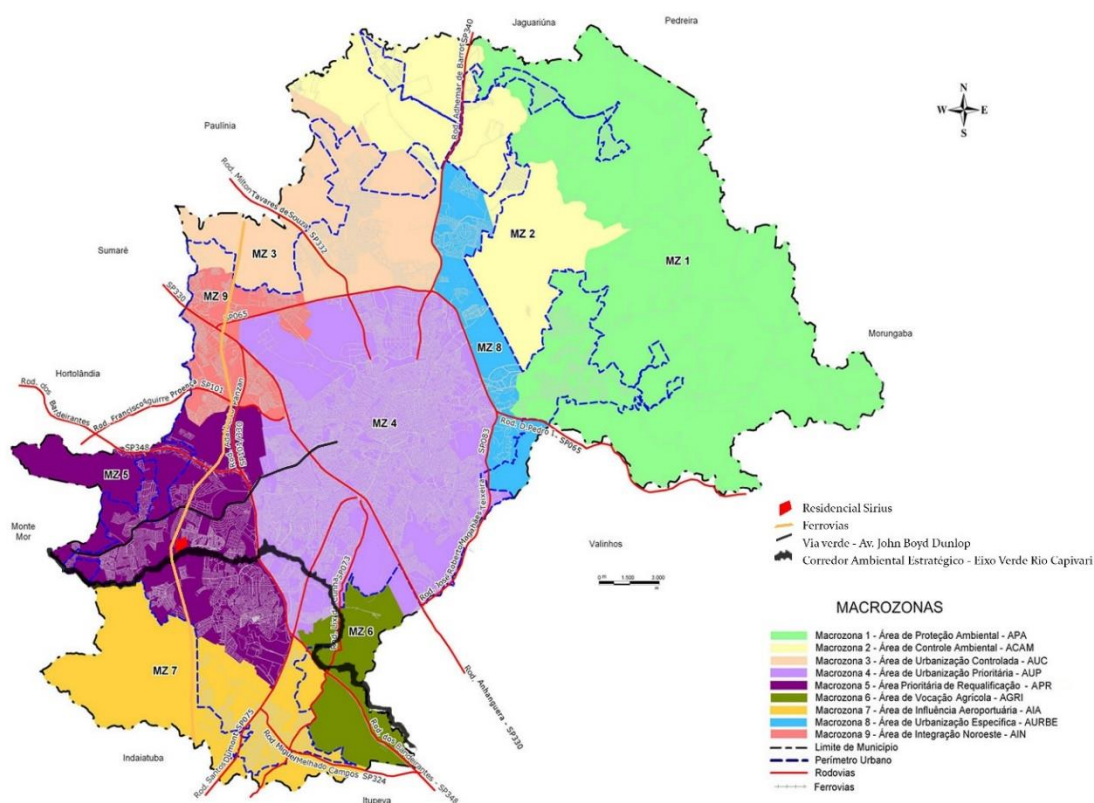 Jaguariúna
Pedreira
Rod. Adhemar de Barros SP340
N
W E
S
Paulínia
Rod. Milton Tavares de Souza, SP332
Sumaré
MZ 3
MZ 2
MZ 1
MZ 9
SP330
SP065
MZ 8
Morungaba
Hortolândia
Rod. dos Bandeirantes
Rod. Francisco Aguirre Proença SP101
MZ 4
SP348
Rod. D.Pedro I - SP065
SP083
MZ 5
Monte
Mor
Rod. José Roberto Magalhães Teixeira
Valinhos
Residencial Sirius
Ferrovias
Via verde - Av. John Boyd Dunlop
Corredor Ambiental Estratégico - Eixo Verde Rio Capivari
SP073
MZ 6
MZ 7
Rod. Anhanguera - SP330
Rod. dos Bandeirantes - SP348
Rod. Santos Dumont SP075
Rod. Miguel Melhado Campos SP324
Indaiatuba
Itupeva
MACROZONAS
Macrozona 1 - Área de Proteção Ambiental - APA
Macrozona 2 - Área de Controle Ambiental - ACAM
Macrozona 3 - Área de Urbanização Controlada - AUC
Macrozona 4 - Área de Urbanização Prioritária - AUP
Macrozona 5 - Área Prioritária de Requalificação - APR
Macrozona 6 - Área de Vocação Agrícola - AGRI
Macrozona 7 - Área de Influência Aeroportuária - AIA
Macrozona 8 - Área de Urbanização Específica - AURBE
Macrozona 9 - Área de Integração Noroeste - AIN
Limite de Município
Perímetro Urbano
Rodovias
Ferrovias